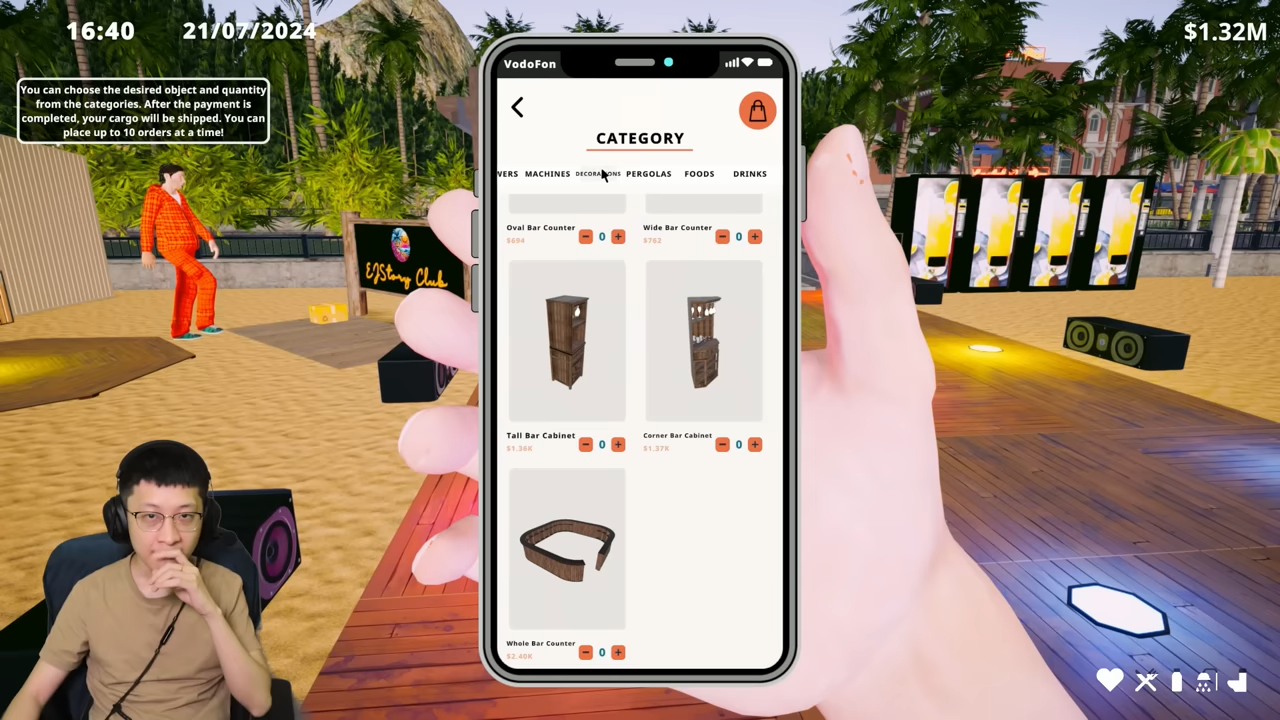 16:40
21/07/2024
$1.32M
You can choose the desired object and quantity
from the categories. After the payment is
completed, your cargo will be shipped. You can
place up to 10 orders at a time!
VodoFon
CATEGORY
WERS MACHINES DECORATIONS PERGOLAS FOODS DRINKS
Oval Bar Counter
$684
0
Wide Bar Counter
$762
0
EJStory Club
Tall Bar Cabinet
$1.36K
0
Corner Bar Cabinet
$1.37K
0
Whole Bar Counter
$2.40K
0